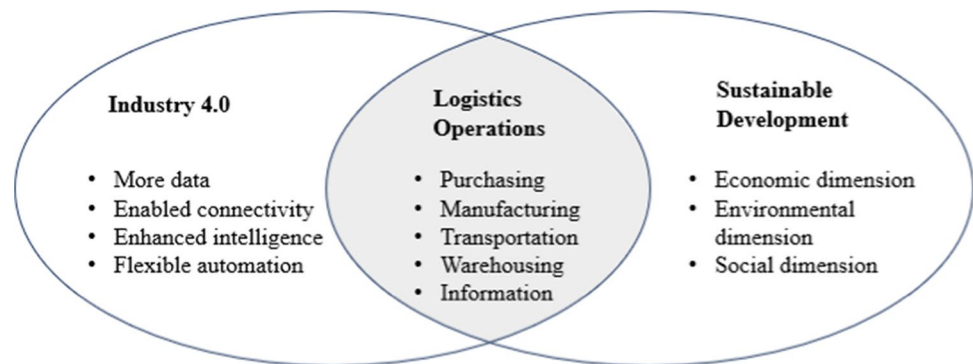 Industry 4.0
• More data
• Enabled connectivity
• Enhanced intelligence
• Flexible automation
Logistics
Operations
• Purchasing
• Manufacturing
• Transportation
• Warehousing
• Information
Sustainable
Development
• Economic dimension
• Environmental
dimension
• Social dimension